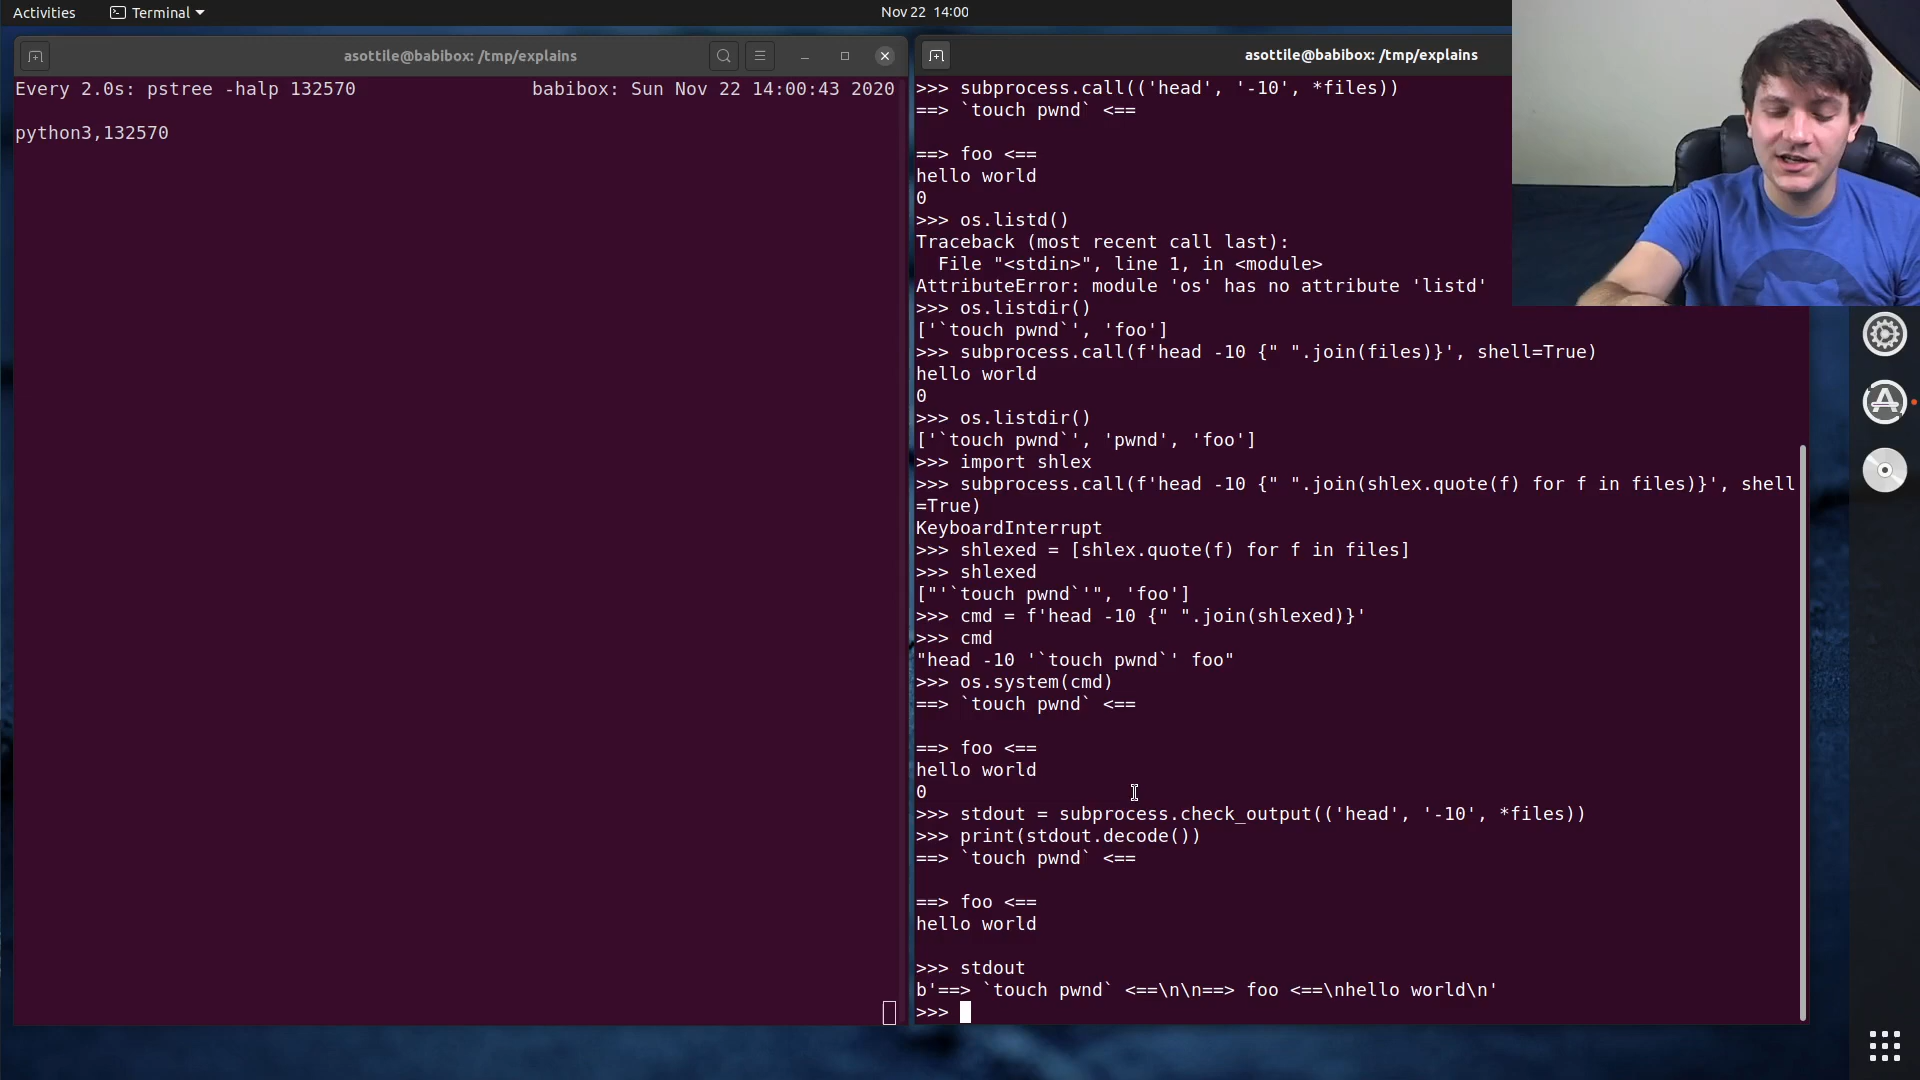 Activities
Terminal
Nov 22 14:00
asottile@babibox: /tmp/explains
Every 2.0s: pstree -halp 132570 babibox: Sun Nov 22 14:00:43 2020
python3,132570
asottile@babibox: /tmp/explains
>>> subprocess.call(('head', '-10', *files))
==> `touch pwnd` <==
==> foo <==
hello world
0
>>> os.listd()
Traceback (most recent call last):
  File "<stdin>", line 1, in <module>
AttributeError: module 'os' has no attribute 'listd'
>>> os.listdir()
['`touch pwnd`', 'foo']
>>> subprocess.call(f'head -10 {" ".join(files)}', shell=True)
hello world
0
>>> os.listdir()
['`touch pwnd`', 'pwnd', 'foo']
>>> import shlex
>>> subprocess.call(f'head -10 {" ".join(shlex.quote(f) for f in files)}', shell
=True)
KeyboardInterrupt
>>> shlexed = [shlex.quote(f) for f in files]
>>> shlexed
["'`touch pwnd`'", 'foo']
>>> cmd = f'head -10 {" ".join(shlexed)}'
>>> cmd
"head -10 '`touch pwnd`' foo"
>>> os.system(cmd)
==> `touch pwnd` <==
==> foo <==
hello world
0
>>> stdout = subprocess.check_output(('head', '-10', *files))
>>> print(stdout.decode())
==> `touch pwnd` <==
==> foo <==
hello world
>>> stdout
b'==> `touch pwnd` <==\n\n==> foo <==\nhello world\n'
>>>